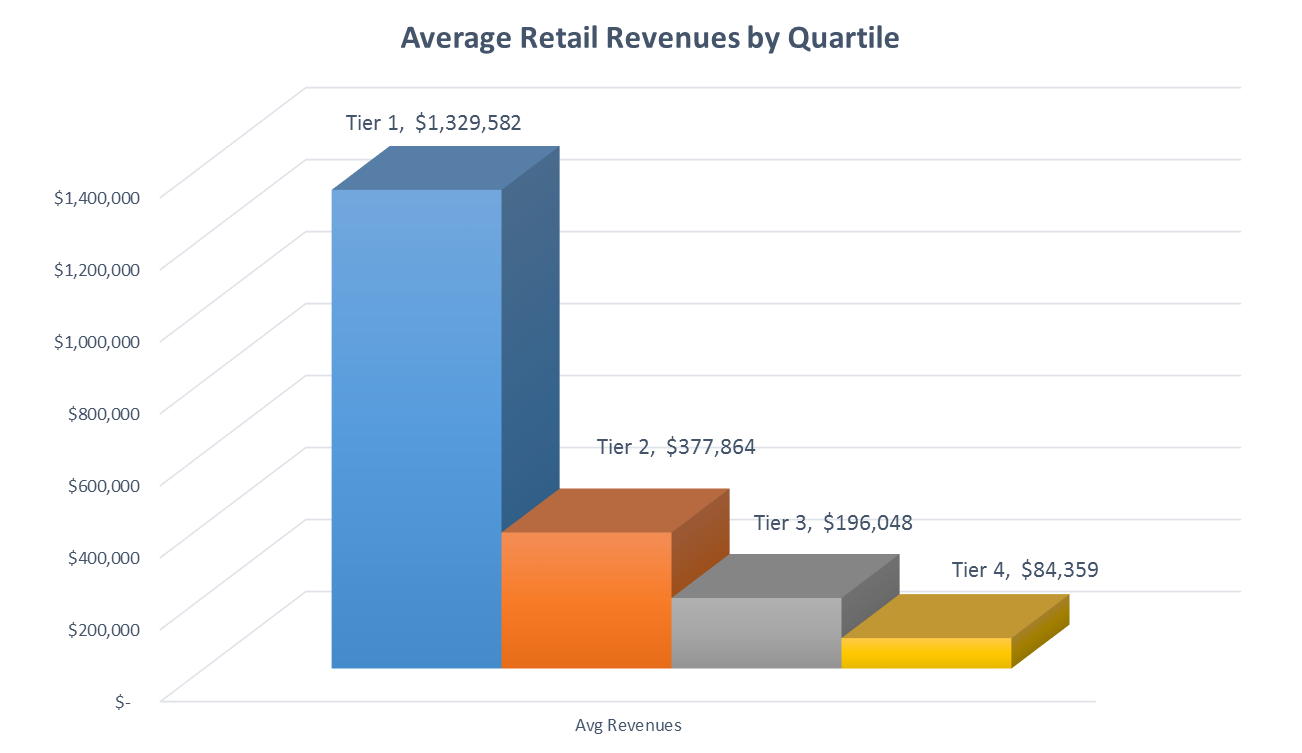 Average Retail Revenues by Quartile
Tier 1, $1,329,582
$1,400,000
$1,200,000
$1,000,000
$800,000
Tier 2, $377,864
$600,000
Tier 3, $196,048
$400,000
Tier 4, $84,359
$200,000
$-
Avg Revenues